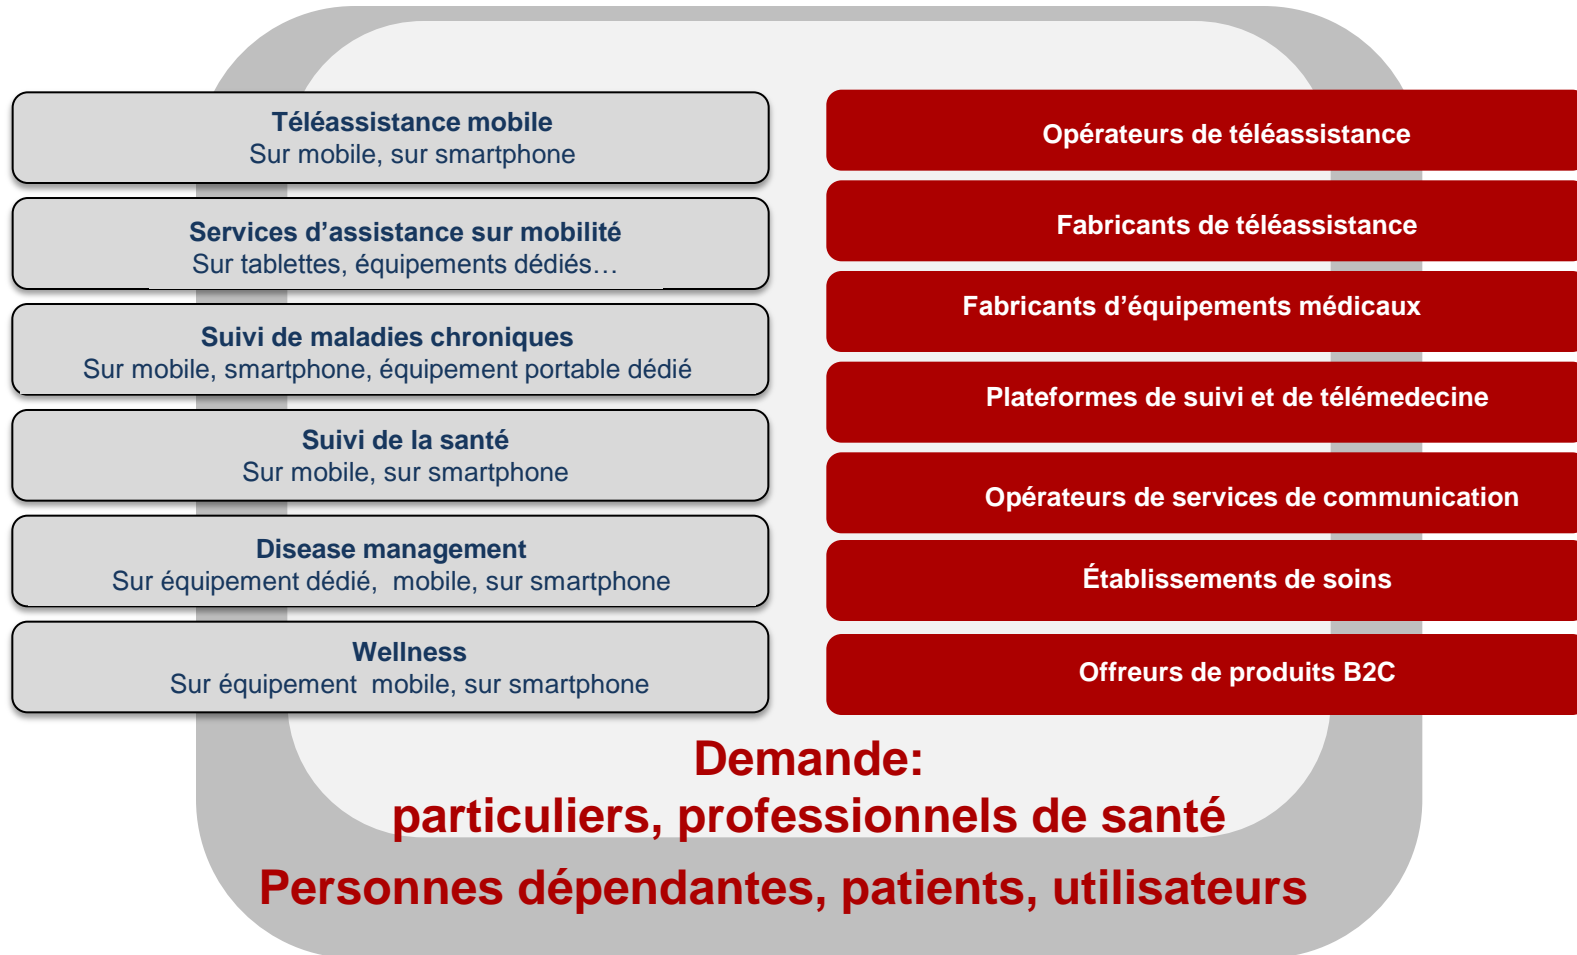 Téléassistance mobile
Sur mobile, sur smartphone
Services d’assistance sur mobilité
Sur tablettes, équipements dédiés…
Suivi de maladies chroniques
Sur mobile, smartphone, équipement portable dédié
Suivi de la santé
Sur mobile, sur smartphone
Disease management
Sur équipement dédié, mobile, sur smartphone
Wellness
Sur équipement mobile, sur smartphone
Opérateurs de téléassistance
Fabricants de téléassistance
Fabricants d’équipements médicaux
Plateformes de suivi et de télémedecine
Opérateurs de services de communication
Établissements de soins
Offreurs de produits B2C
Demande:
particuliers, professionnels de santé
Personnes dépendantes, patients, utilisateurs